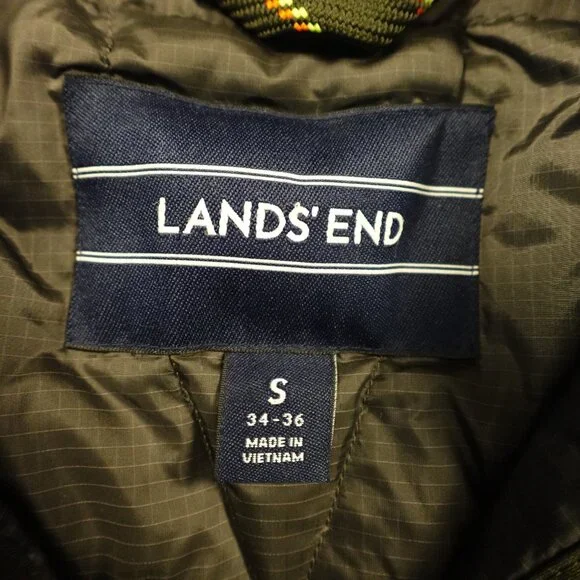 LANDS' END
S
34-36
MADE IN
VIETNAM